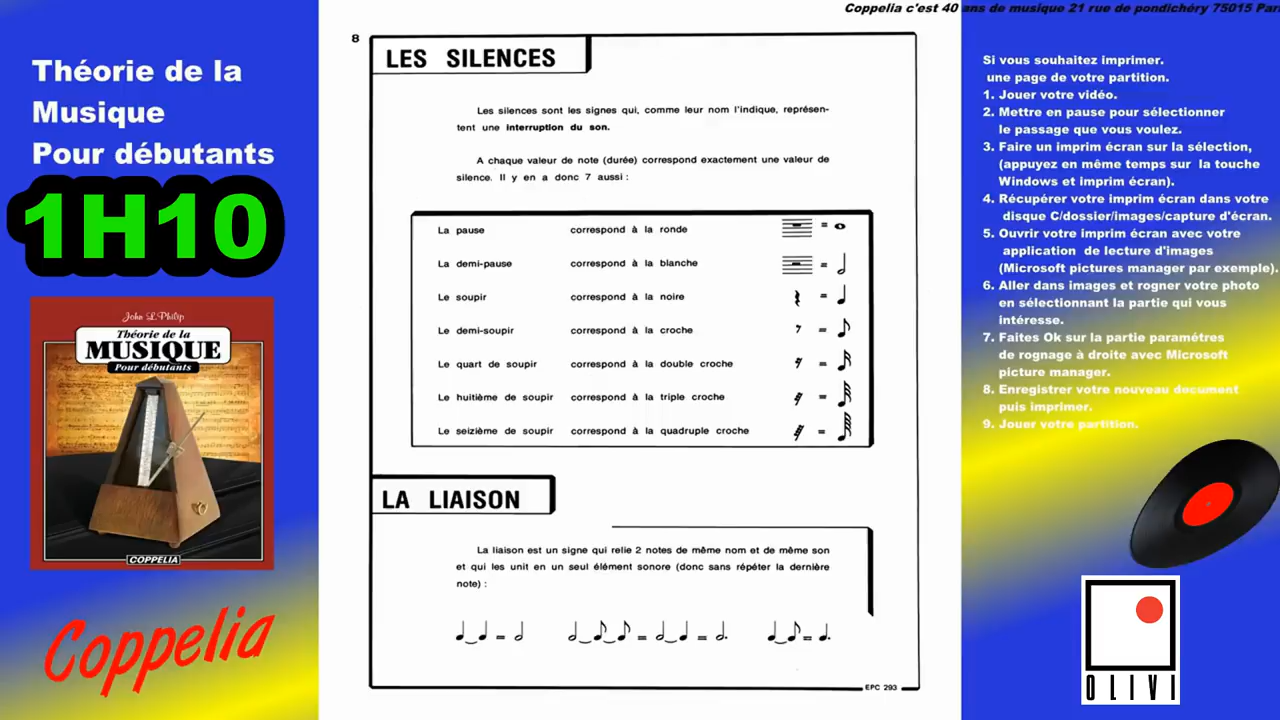 Coppelia c'est 40 ans de musique 21 rue de pondichéry 75015 Pari
Théorie de la
Musique
Pour débutants
1H10
John L.Philip
Théorie de la
MUSIQUE
Pour débutants
COPPELIA
Coppelia
8
LES SILENCES
Les silences sont les signes qui, comme leur nom l'indique, représen-
tent une interruption du son.
A chaque valeur de note (durée) correspond exactement une valeur de
silence. Il y en a donc 7 aussi :
La pause correspond à la ronde =
La demi-pause correspond à la blanche =
Le soupir correspond à la noire =
Le demi-soupir correspond à la croche =
Le quart de soupir correspond à la double croche =
Le huitième de soupir correspond à la triple croche =
Le seizième de soupir correspond à la quadruple croche =
LA LIAISON
La liaison est un signe qui relie 2 notes de même nom et de même son
et qui les unit en un seul élément sonore (donc sans répéter la dernière
note) :
EPC 293
Si vous souhaitez imprimer.
une page de votre partition.
1. Jouer votre vidéo.
2. Mettre en pause pour sélectionner
le passage que vous voulez.
3. Faire un imprim écran sur la sélection,
(appuyez en même temps sur la touche
Windows et imprim écran).
4. Récupérer votre imprim écran dans votre
disque C/dossier/images/capture d'écran.
5. Ouvrir votre imprim écran avec votre
application de lecture d'images
(Microsoft pictures manager par exemple).
6. Aller dans images et rogner votre photo
en sélectionnant la partie qui vous
intéresse.
7. Faites Ok sur la partie paramétres
de rognage à droite avec Microsoft
picture manager.
8. Enregistrer votre nouveau document
puis imprimer.
9. Jouer votre partition.
OLIVI